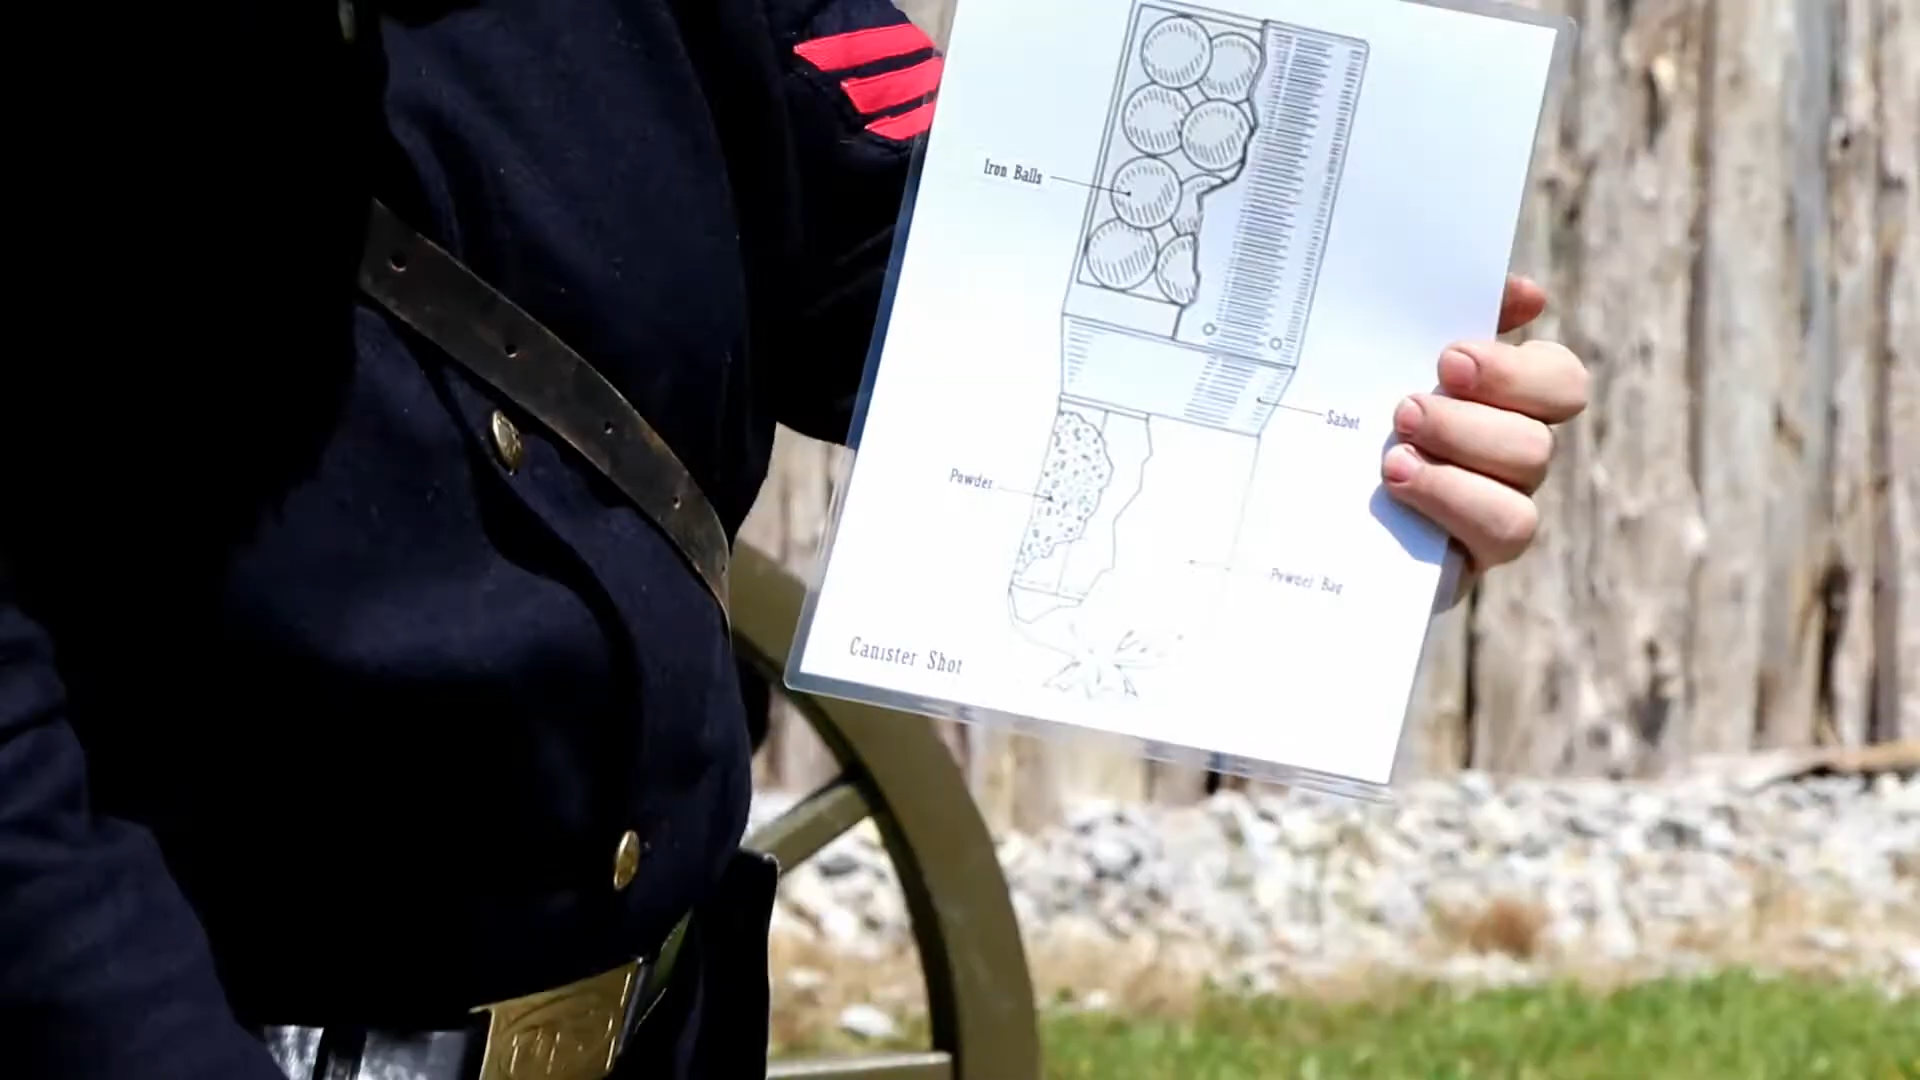 Iron Balls
Sabot
Powder
Powder Bag
Canister Shot